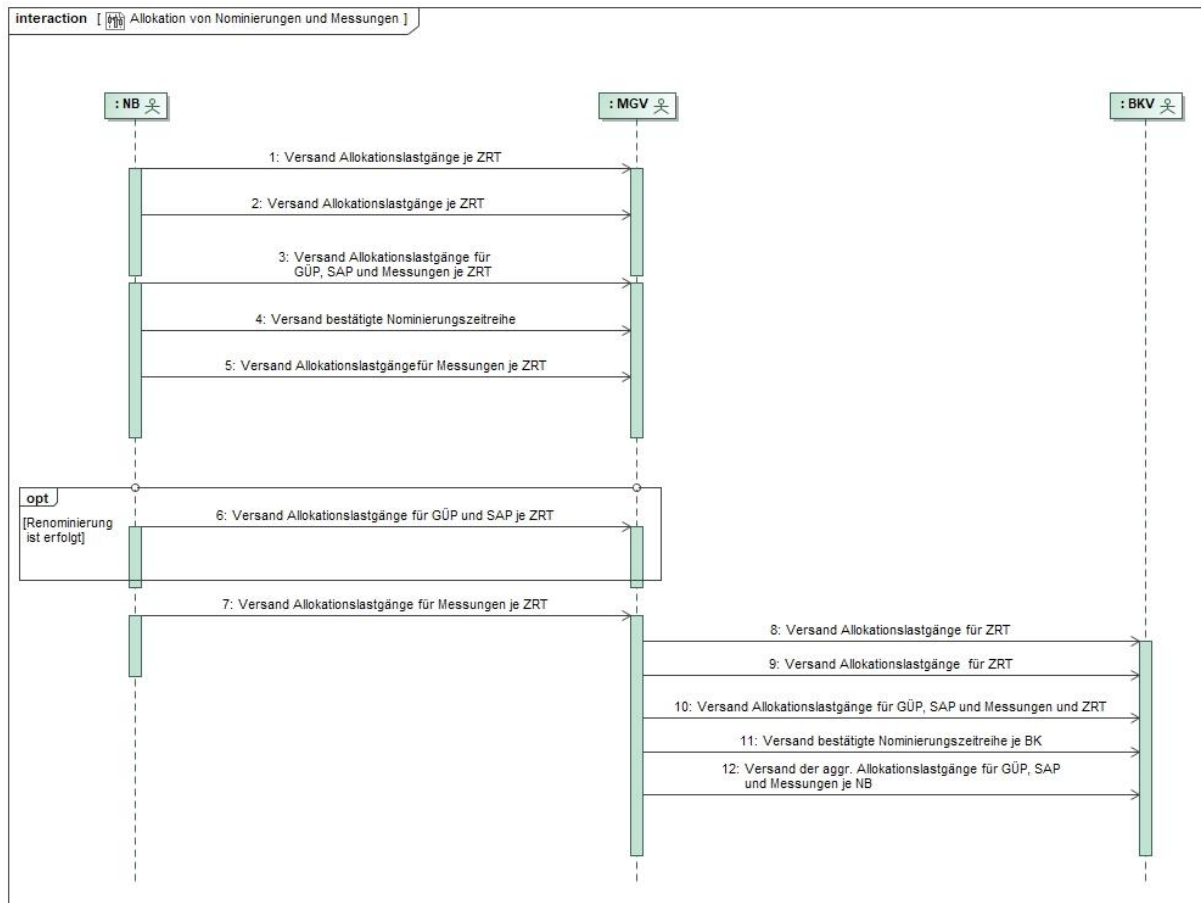 interaction [ Allokation von Nominierungen und Messungen ]
: NB
: MGV
: BKV
1: Versand Allokationslastgänge je ZRT
2: Versand Allokationslastgänge je ZRT
3: Versand Allokationslastgänge für
GÜP, SAP und Messungen je ZRT
4: Versand bestätigte Nominierungszeitreihe
5: Versand Allokationslastgängefür Messungen je ZRT
opt
[Renominierung
ist erfolgt]
6: Versand Allokationslastgänge für GÜP und SAP je ZRT
7: Versand Allokationslastgänge für Messungen je ZRT
8: Versand Allokationslastgänge für ZRT
9: Versand Allokationslastgänge für ZRT
10: Versand Allokationslastgänge für GÜP, SAP und Messungen und ZRT
11: Versand bestätigte Nominierungszeitreihe je BK
12: Versand der aggr. Allokationslastgänge für GÜP, SAP
und Messungen je NB